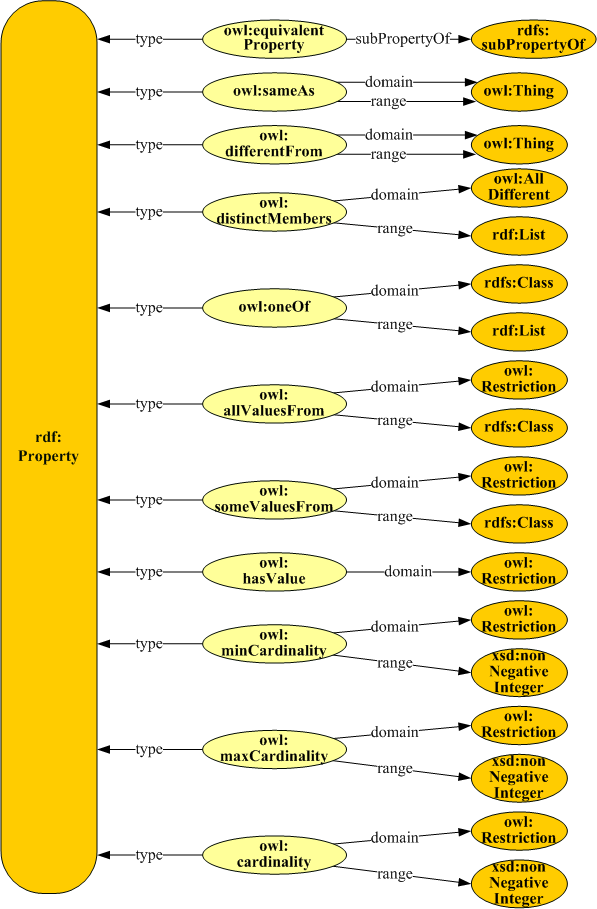 rdf:
Property
type
owl:equivalent
Property
subPropertyOf
rdfs:
subPropertyOf
type
owl:sameAs
domain
range
owl:Thing
type
owl:
differentFrom
domain
range
owl:Thing
type
owl:
distinctMembers
domain
owl:All
Different
range
rdf:List
type
owl:oneOf
domain
rdfs:Class
range
rdf:List
type
owl:
allValuesFrom
domain
owl:
Restriction
range
rdfs:Class
type
owl:
someValuesFrom
domain
owl:
Restriction
range
rdfs:Class
type
owl:
hasValue
domain
owl:
Restriction
type
owl:
minCardinality
domain
owl:
Restriction
range
xsd:non
Negative
Integer
type
owl:
maxCardinality
domain
owl:
Restriction
range
xsd:non
Negative
Integer
type
owl:
cardinality
domain
owl:
Restriction
range
xsd:non
Negative
Integer